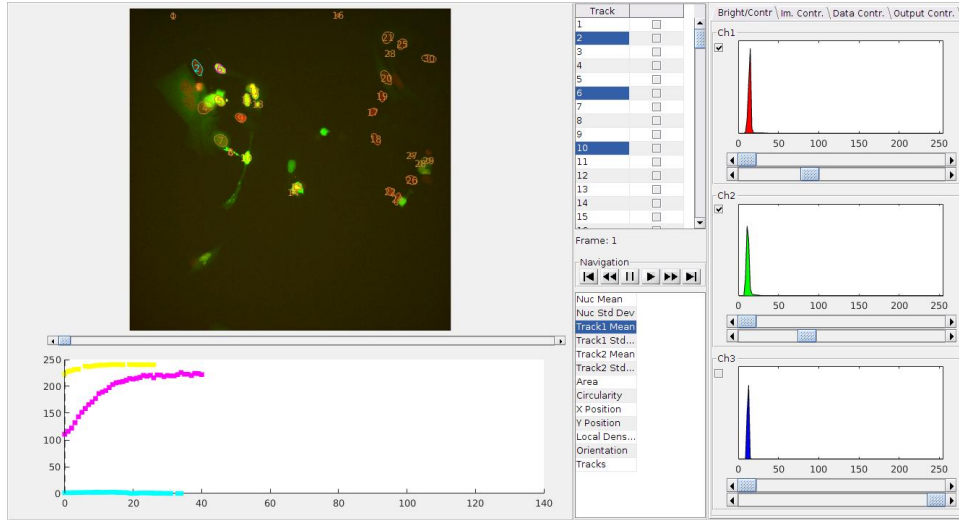 Track
1
2
3
4
5
6
7
8
9
10
11
12
13
14
15
Frame: 1
Navigation
Nuc Mean
Nuc Std Dev
Track1 Mean
Track1 Std...
Track2 Mean
Track2 Std...
Area
Circularity
X Position
Y Position
Local Dens...
Orientation
Tracks
Bright/Contr Im. Contr. Data Contr. Output Contr.
Ch1
0 50 100 150 200 250
Ch2
0 50 100 150 200 250
Ch3
0 50 100 150 200 250
16
21
25
28
30
20
19
17
18
27
29
26
22
2
7
9
250
200
150
100
50
0
0 20 40 60 80 100 120 140